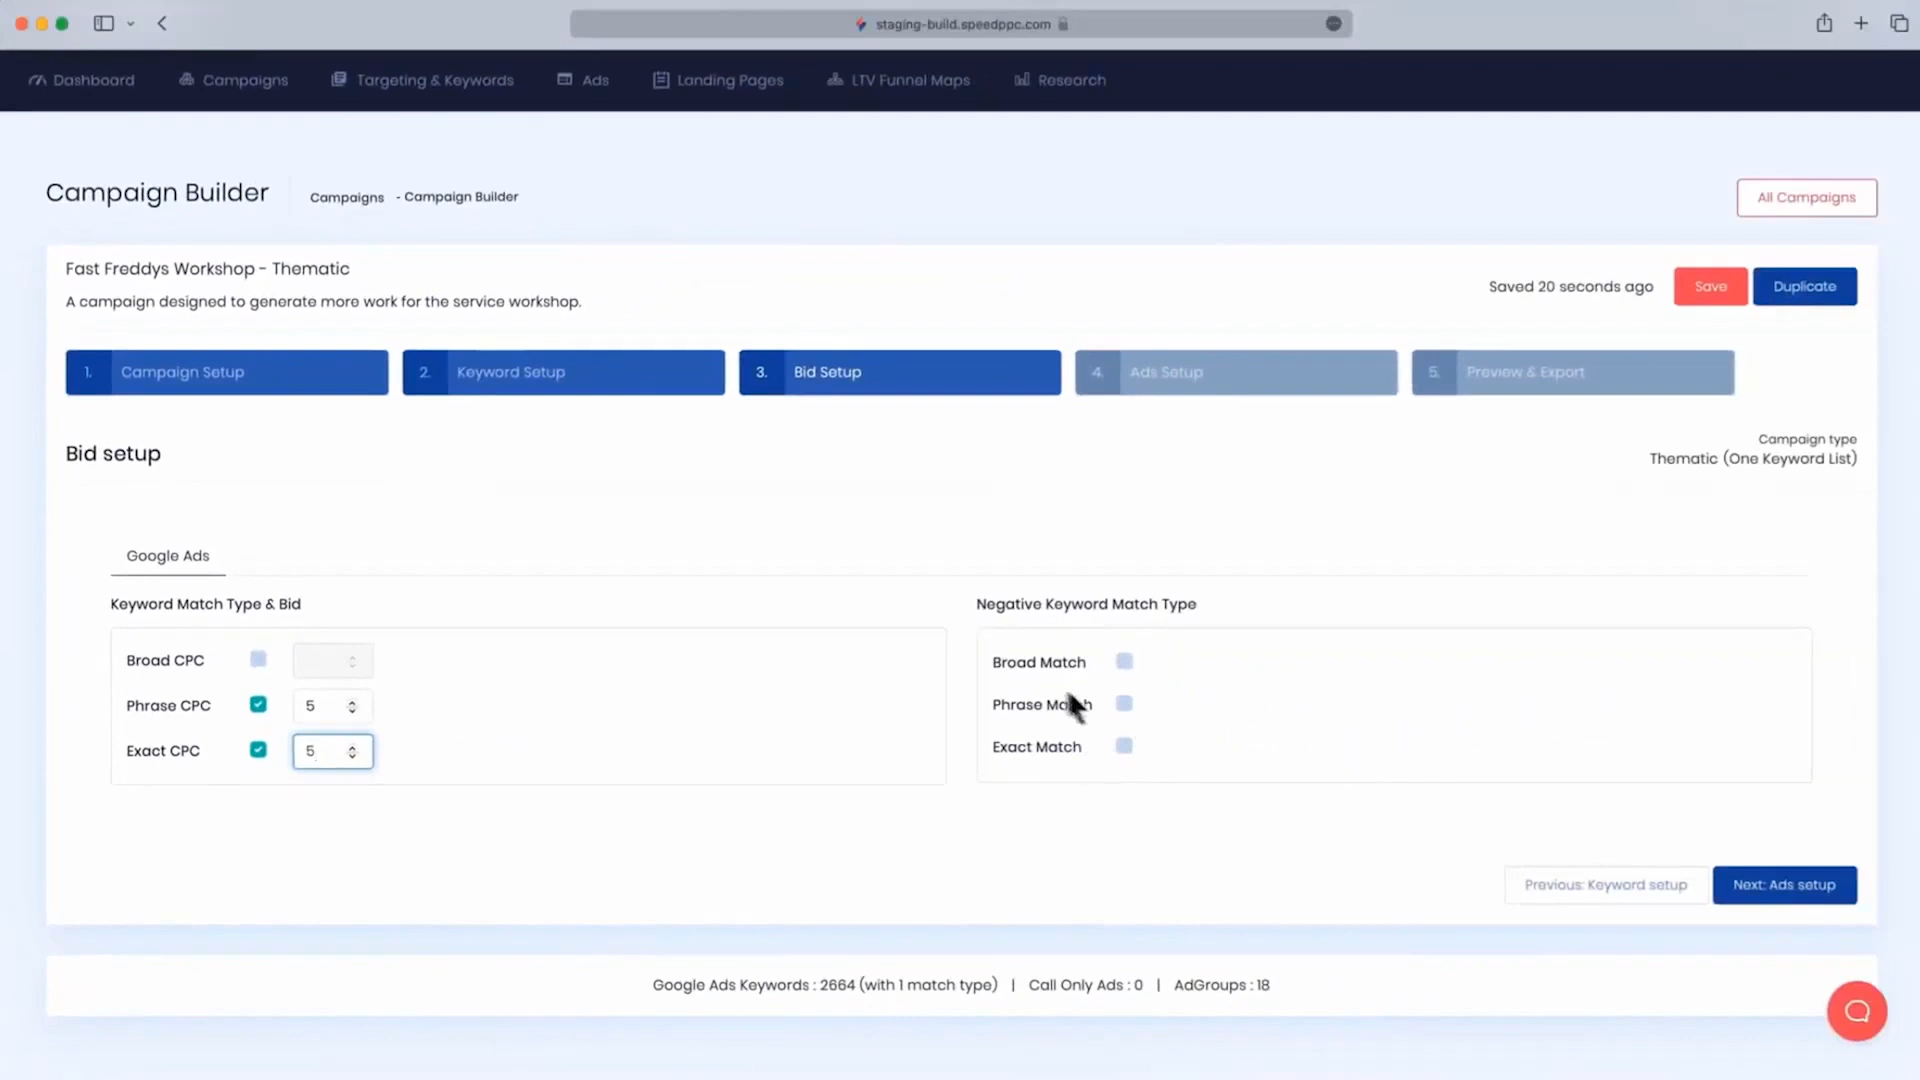 staging-build.speedppc.com
Dashboard
Campaigns
Targeting & Keywords
Ads
Landing Pages
LTV Funnel Maps
Research
Campaign Builder
Campaigns - Campaign Builder
All Campaigns
Fast Freddys Workshop - Thematic
A campaign designed to generate more work for the service workshop.
Saved 20 seconds ago
Save
Duplicate
1. Campaign Setup
2. Keyword Setup
3. Bid Setup
4. Ads Setup
5. Preview & Export
Bid setup
Campaign type
Thematic (One Keyword List)
Google Ads
Keyword Match Type & Bid
Broad CPC
Phrase CPC 5
Exact CPC 5
Negative Keyword Match Type
Broad Match
Phrase Match
Exact Match
Previous: Keyword setup
Next: Ads setup
Google Ads Keywords : 2664 (with 1 match type) | Call Only Ads : 0 | AdGroups : 18